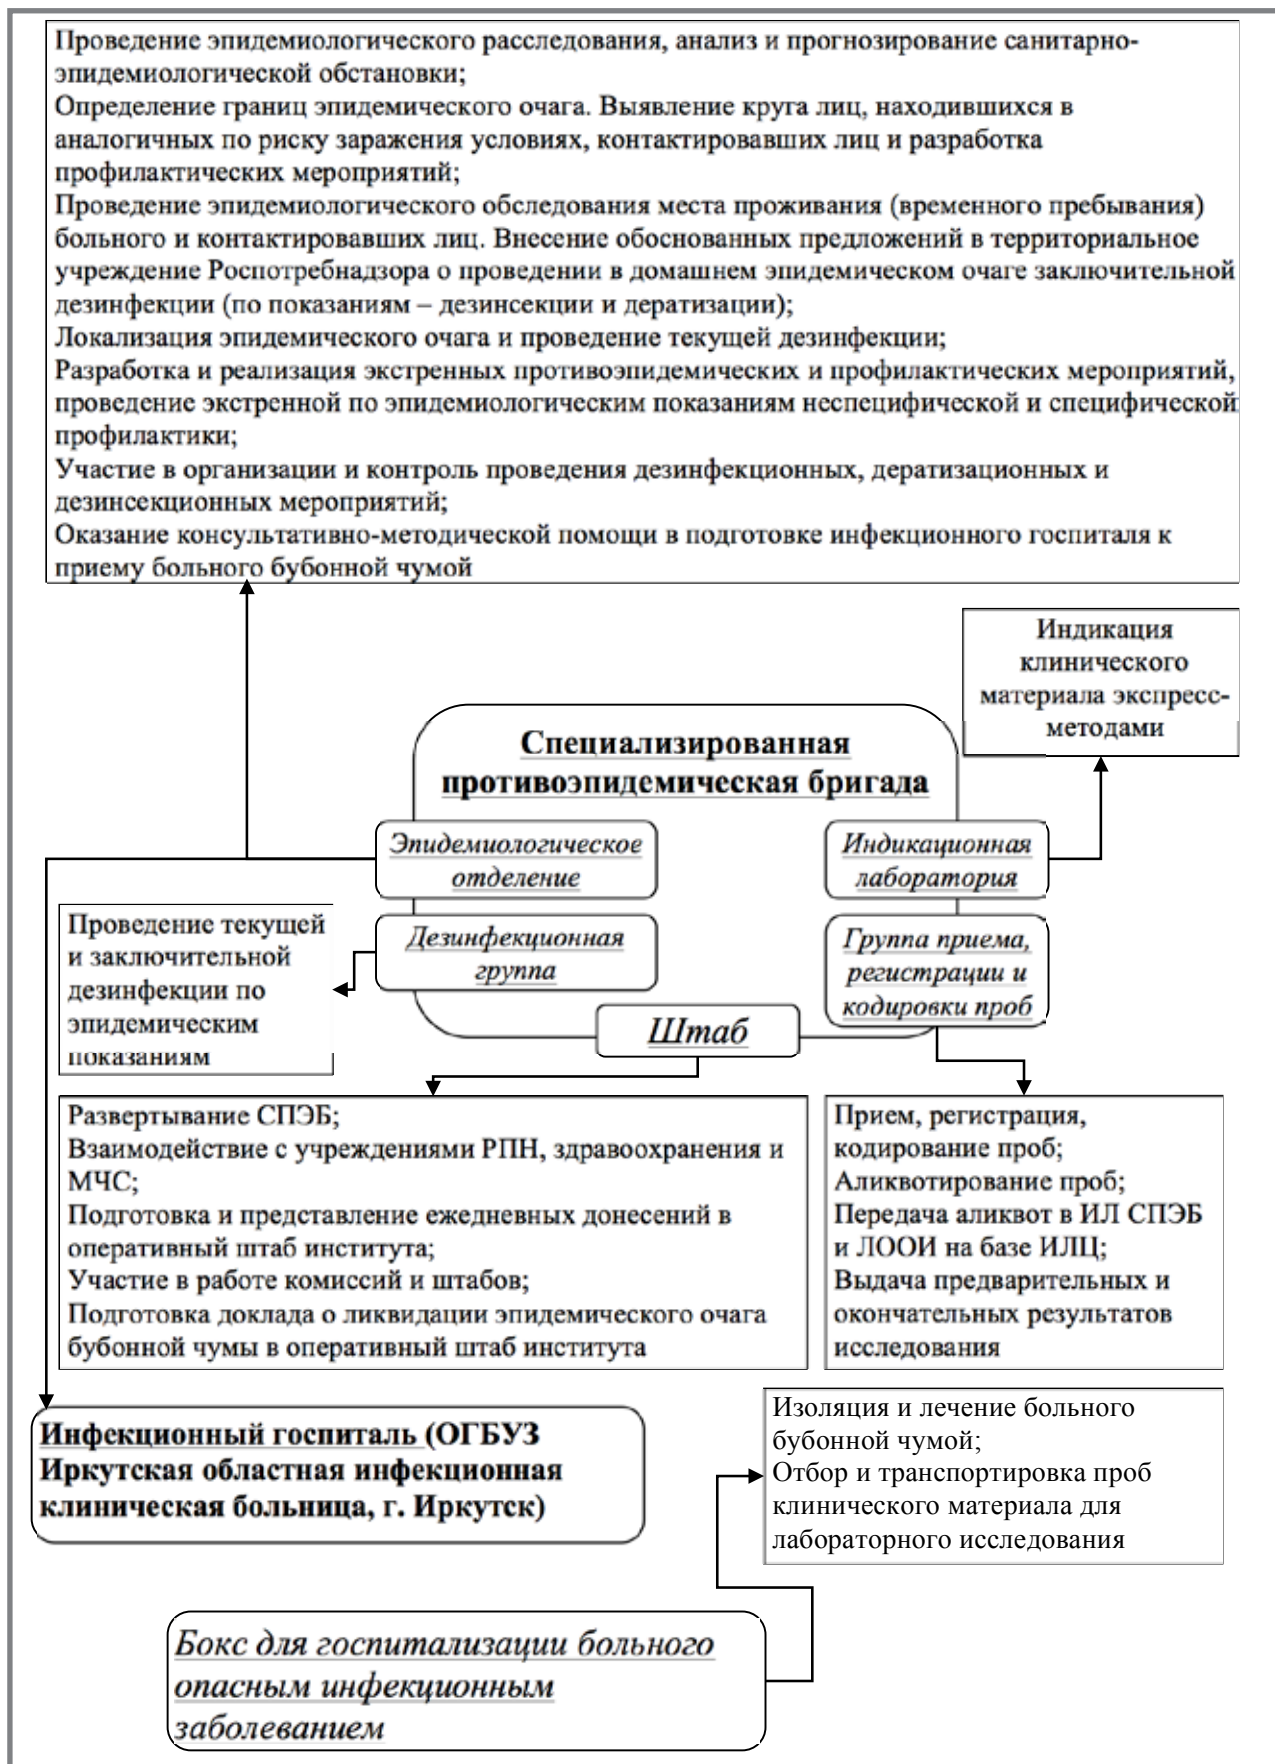 Проведение эпидемиологического расследования, анализ и прогнозирование санитарно-
эпидемиологической обстановки;
Определение границ эпидемического очага. Выявление круга лиц, находившихся в
аналогичных по риску заражения условиях, контактировавших лиц и разработка
профилактических мероприятий;
Проведение эпидемиологического обследования места проживания (временного пребывания)
больного и контактировавших лиц. Внесение обоснованных предложений в территориальное
учреждение Роспотребнадзора о проведении в домашнем эпидемическом очаге заключительной
дезинфекции (по показаниям – дезинсекции и дератизации);
Локализация эпидемического очага и проведение текущей дезинфекции;
Разработка и реализация экстренных противоэпидемических и профилактических мероприятий,
проведение экстренной по эпидемиологическим показаниям неспецифической и специфической
профилактики;
Участие в организации и контроль проведения дезинфекционных, дератизационных и
дезинсекционных мероприятий;
Оказание консультативно-методической помощи в подготовке инфекционного госпиталя к
приему больного бубонной чумой
Индикация
клинического
материала экспресс-
методами
Специализированная
противоэпидемическая бригада
Эпидемиологическое
отделение
Индикационная
лаборатория
Проведение текущей
и заключительной
дезинфекции по
эпидемическим
показаниям
Дезинфекционная
группа
Группа приема,
регистрации и
кодировки проб
Штаб
Развертывание СПЭБ;
Взаимодействие с учреждениями РПН, здравоохранения и
МЧС;
Подготовка и представление ежедневных донесений в
оперативный штаб института;
Участие в работе комиссий и штабов;
Подготовка доклада о ликвидации эпидемического очага
бубонной чумы в оперативный штаб института
Прием, регистрация,
кодирование проб;
Аликвотирование проб;
Передача аликвот в ИЛ СПЭБ
и ЛООИ на базе ИЛЦ;
Выдача предварительных и
окончательных результатов
исследования
Инфекционный госпиталь (ОГБУЗ
Иркутская областная инфекционная
клиническая больница, г. Иркутск)
Изоляция и лечение больного
бубонной чумой;
Отбор и транспортировка проб
клинического материала для
лабораторного исследования
Бокс для госпитализации больного
опасным инфекционным
заболеванием